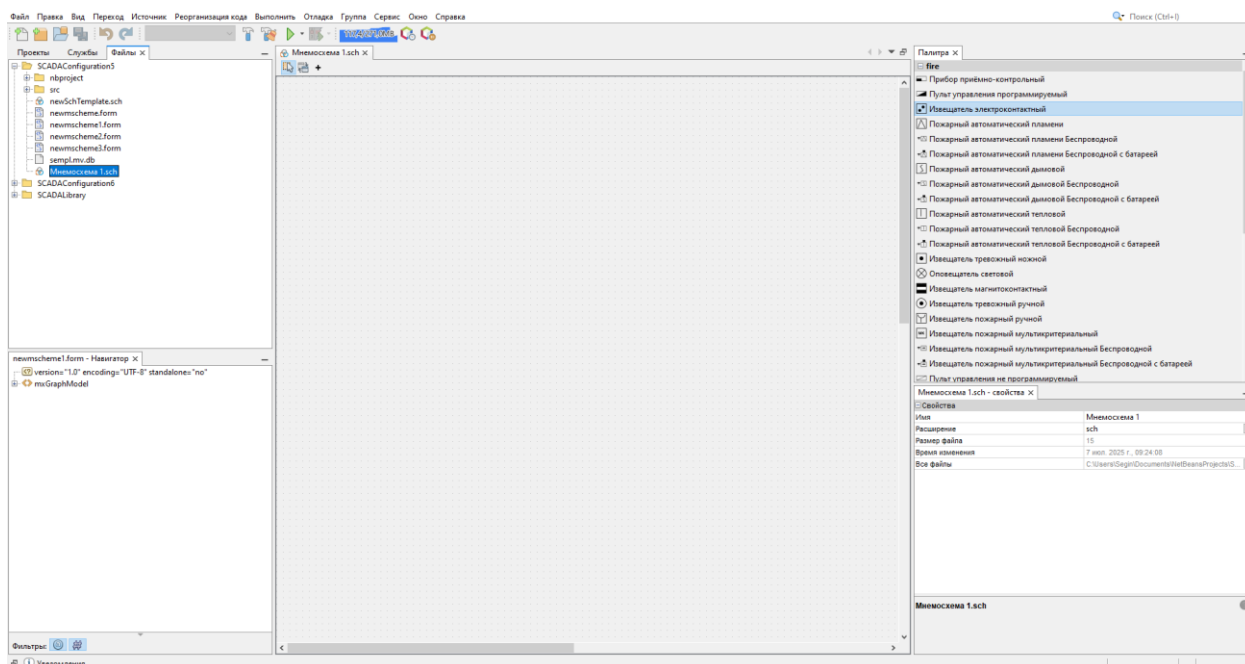 Файл Правка Вид Переход Источник Реорганизация кода Выполнить Отладка Группа Сервис Окно Справка
Поиск (Ctrl+I)
Проекты Службы Файлы
SCADAConfiguration5
nbproject
src
newSchTemplate.sch
newmscheme.form
newmscheme1.form
newmscheme2.form
newmscheme3.form
sempl.mv.db
Мнемосхема 1.sch
SCADAConfiguration6
SCADALibrary
newmscheme1.form - Навигатор
version="1.0" encoding="UTF-8" standalone="no"
mxGraphModel
Фильтры:
Уведомления
Мнемосхема 1.sch
Палитра
fire
Прибор приёмно-контрольный
Пульт управления программируемый
Извещатель электроконтактный
Пожарный автоматический пламени
Пожарный автоматический пламени Беспроводной
Пожарный автоматический пламени Беспроводной с батареей
Пожарный автоматический дымовой
Пожарный автоматический дымовой Беспроводной
Пожарный автоматический дымовой Беспроводной с батареей
Пожарный автоматический тепловой
Пожарный автоматический тепловой Беспроводной
Пожарный автоматический тепловой Беспроводной с батареей
Извещатель тревожный ножной
Оповещатель световой
Извещатель магнитоконтактный
Извещатель тревожный ручной
Извещатель пожарный ручной
Извещатель пожарный мультикритериальный
Извещатель пожарный мультикритериальный Беспроводной
Извещатель пожарный мультикритериальный Беспроводной с батареей
Пульт управления не программируемый
Мнемосхема 1.sch - свойства
Свойства
Имя Мнемосхема 1
Расширение sch
Размер файла 15
Время изменения 7 июл. 2025 г., 09:24:08
Все файлы C:\Users\Segin\Documents\NetBeansProjects\S...
Мнемосхема 1.sch